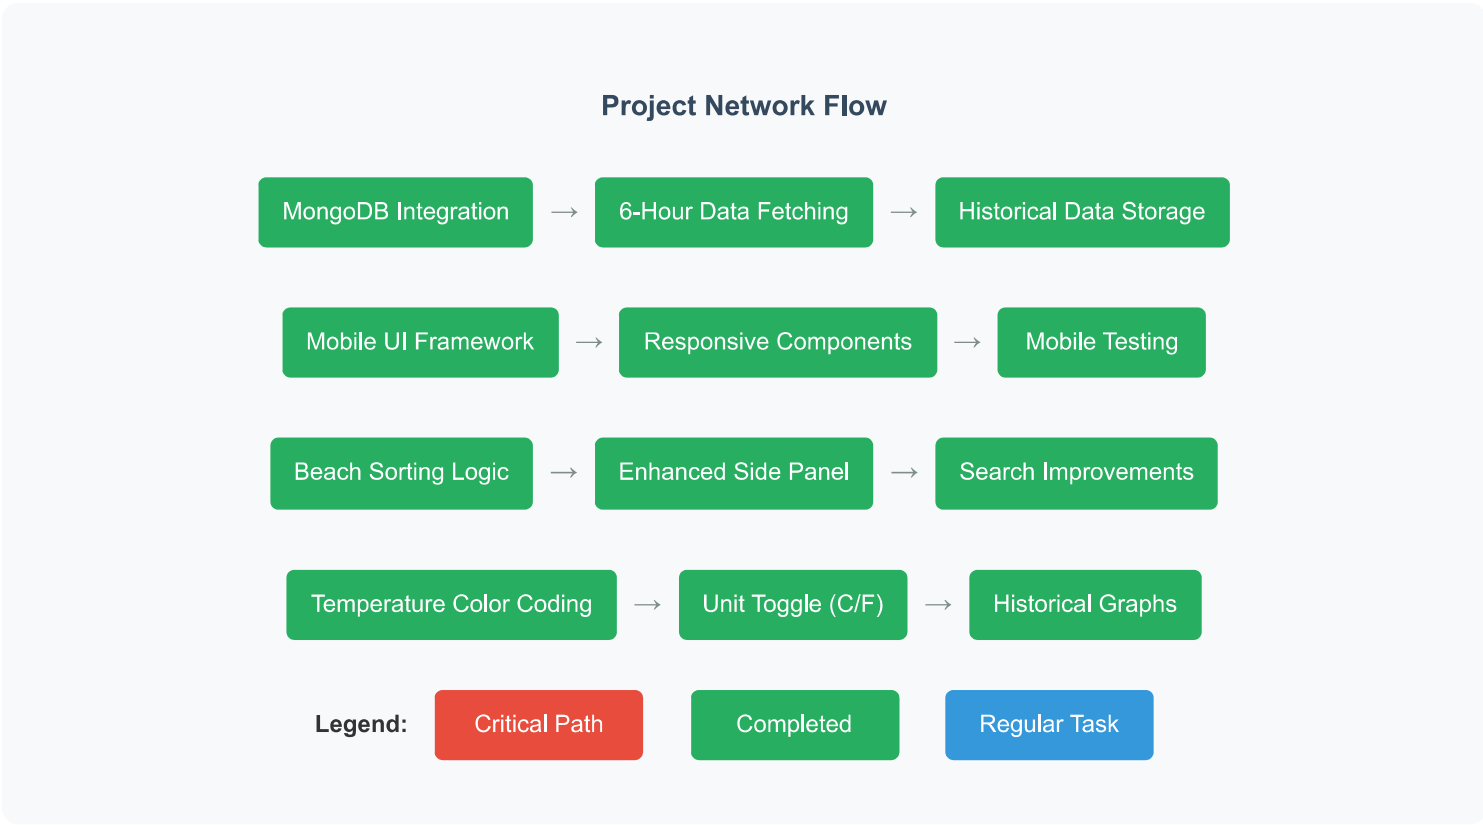 Project Network Flow
MongoDB Integration → 6-Hour Data Fetching → Historical Data Storage
Mobile UI Framework → Responsive Components → Mobile Testing
Beach Sorting Logic → Enhanced Side Panel → Search Improvements
Temperature Color Coding → Unit Toggle (C/F) → Historical Graphs
Legend: Critical Path Completed Regular Task